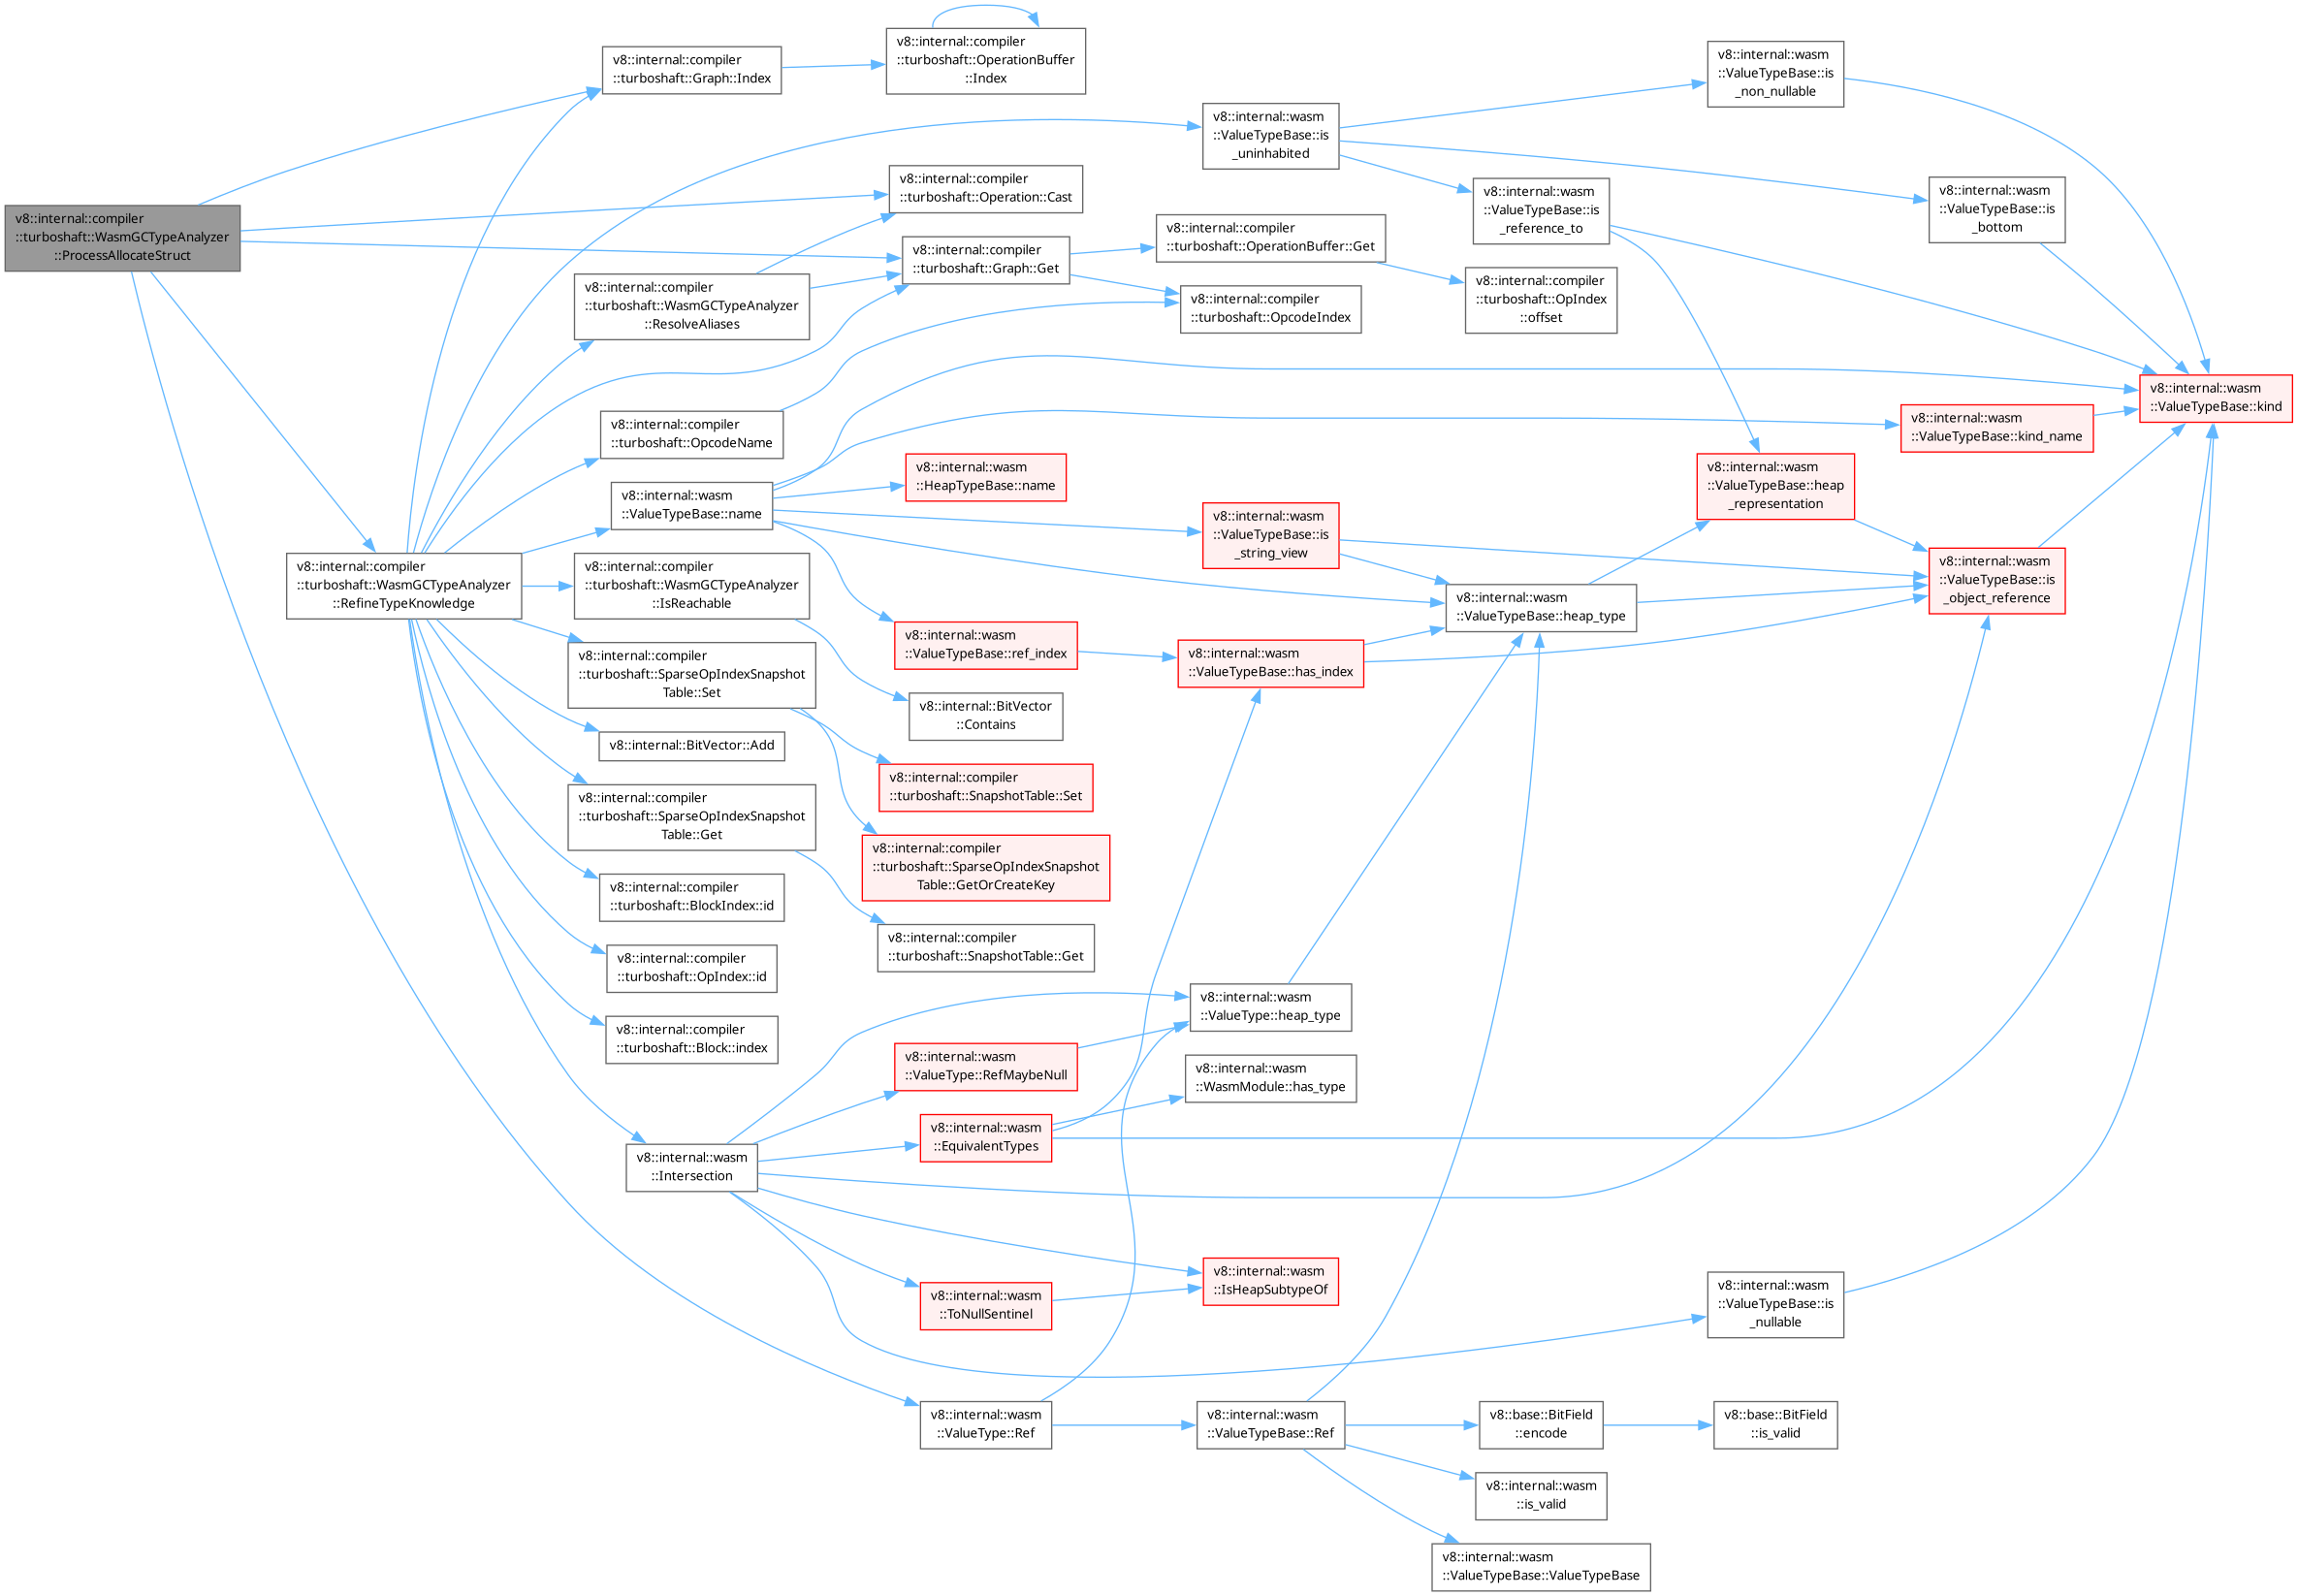 v8::internal::compiler
::turboshaft::WasmGCTypeAnalyzer
::ProcessAllocateStruct
v8::internal::compiler
::turboshaft::Graph::Index
v8::internal::compiler
::turboshaft::OperationBuffer
::Index
v8::internal::compiler
::turboshaft::Operation::Cast
v8::internal::compiler
::turboshaft::Graph::Get
v8::internal::compiler
::turboshaft::OperationBuffer::Get
v8::internal::compiler
::turboshaft::OpIndex
::offset
v8::internal::compiler
::turboshaft::OpcodeIndex
v8::internal::compiler
::turboshaft::WasmGCTypeAnalyzer
::RefineTypeKnowledge
v8::internal::wasm
::ValueTypeBase::is
_uninhabited
v8::internal::wasm
::ValueTypeBase::is
_non_nullable
v8::internal::wasm
::ValueTypeBase::is
_reference_to
v8::internal::wasm
::ValueTypeBase::is
_bottom
v8::internal::wasm
::ValueTypeBase::kind
v8::internal::compiler
::turboshaft::WasmGCTypeAnalyzer
::ResolveAliases
v8::internal::compiler
::turboshaft::OpcodeName
v8::internal::wasm
::ValueTypeBase::name
v8::internal::wasm
::HeapTypeBase::name
v8::internal::wasm
::ValueTypeBase::kind_name
v8::internal::wasm
::ValueTypeBase::heap
_representation
v8::internal::wasm
::ValueTypeBase::is
_string_view
v8::internal::wasm
::ValueTypeBase::is
_object_reference
v8::internal::wasm
::ValueTypeBase::heap_type
v8::internal::wasm
::ValueTypeBase::ref_index
v8::internal::wasm
::ValueTypeBase::has_index
v8::internal::compiler
::turboshaft::WasmGCTypeAnalyzer
::IsReachable
v8::internal::BitVector
::Contains
v8::internal::compiler
::turboshaft::SparseOpIndexSnapshot
Table::Set
v8::internal::BitVector::Add
v8::internal::compiler
::turboshaft::SnapshotTable::Set
v8::internal::compiler
::turboshaft::SparseOpIndexSnapshot
Table::Get
v8::internal::compiler
::turboshaft::SparseOpIndexSnapshot
Table::GetOrCreateKey
v8::internal::compiler
::turboshaft::BlockIndex::id
v8::internal::compiler
::turboshaft::SnapshotTable::Get
v8::internal::compiler
::turboshaft::OpIndex::id
v8::internal::compiler
::turboshaft::Block::index
v8::internal::wasm
::ValueType::heap_type
v8::internal::wasm
::ValueType::RefMaybeNull
v8::internal::wasm
::WasmModule::has_type
v8::internal::wasm
::EquivalentTypes
v8::internal::wasm
::Intersection
v8::internal::wasm
::IsHeapSubtypeOf
v8::internal::wasm
::ToNullSentinel
v8::internal::wasm
::ValueTypeBase::is
_nullable
v8::internal::wasm
::ValueType::Ref
v8::internal::wasm
::ValueTypeBase::Ref
v8::base::BitField
::encode
v8::base::BitField
::is_valid
v8::internal::wasm
::is_valid
v8::internal::wasm
::ValueTypeBase::ValueTypeBase